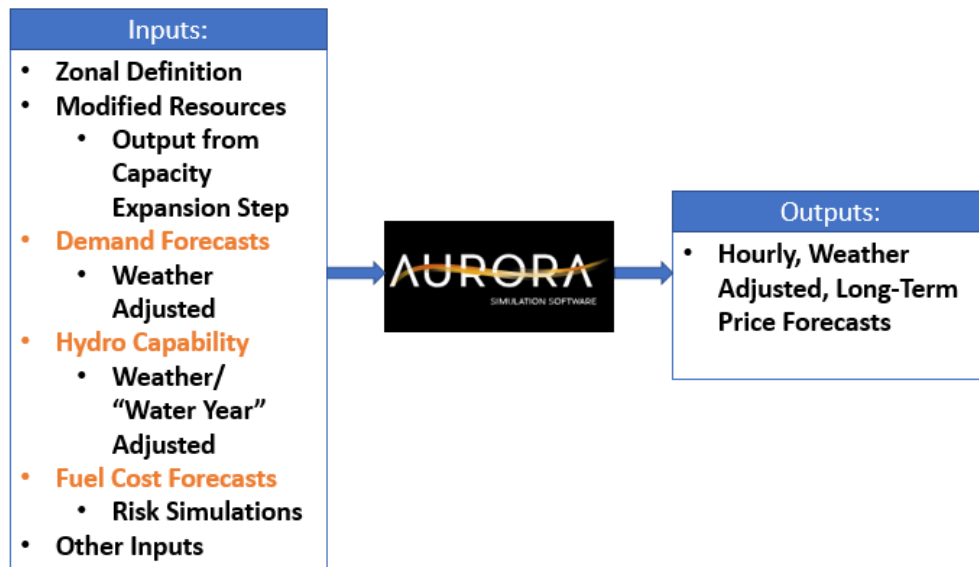 Inputs:
• Zonal Definition
• Modified Resources
• Output from
Capacity
Expansion Step
• Demand Forecasts
• Weather
Adjusted
• Hydro Capability
• Weather/
“Water Year”
Adjusted
• Fuel Cost Forecasts
• Risk Simulations
• Other Inputs
AURORA
SIMULATION SOFTWARE
Outputs:
• Hourly, Weather
Adjusted, Long-Term
Price Forecasts